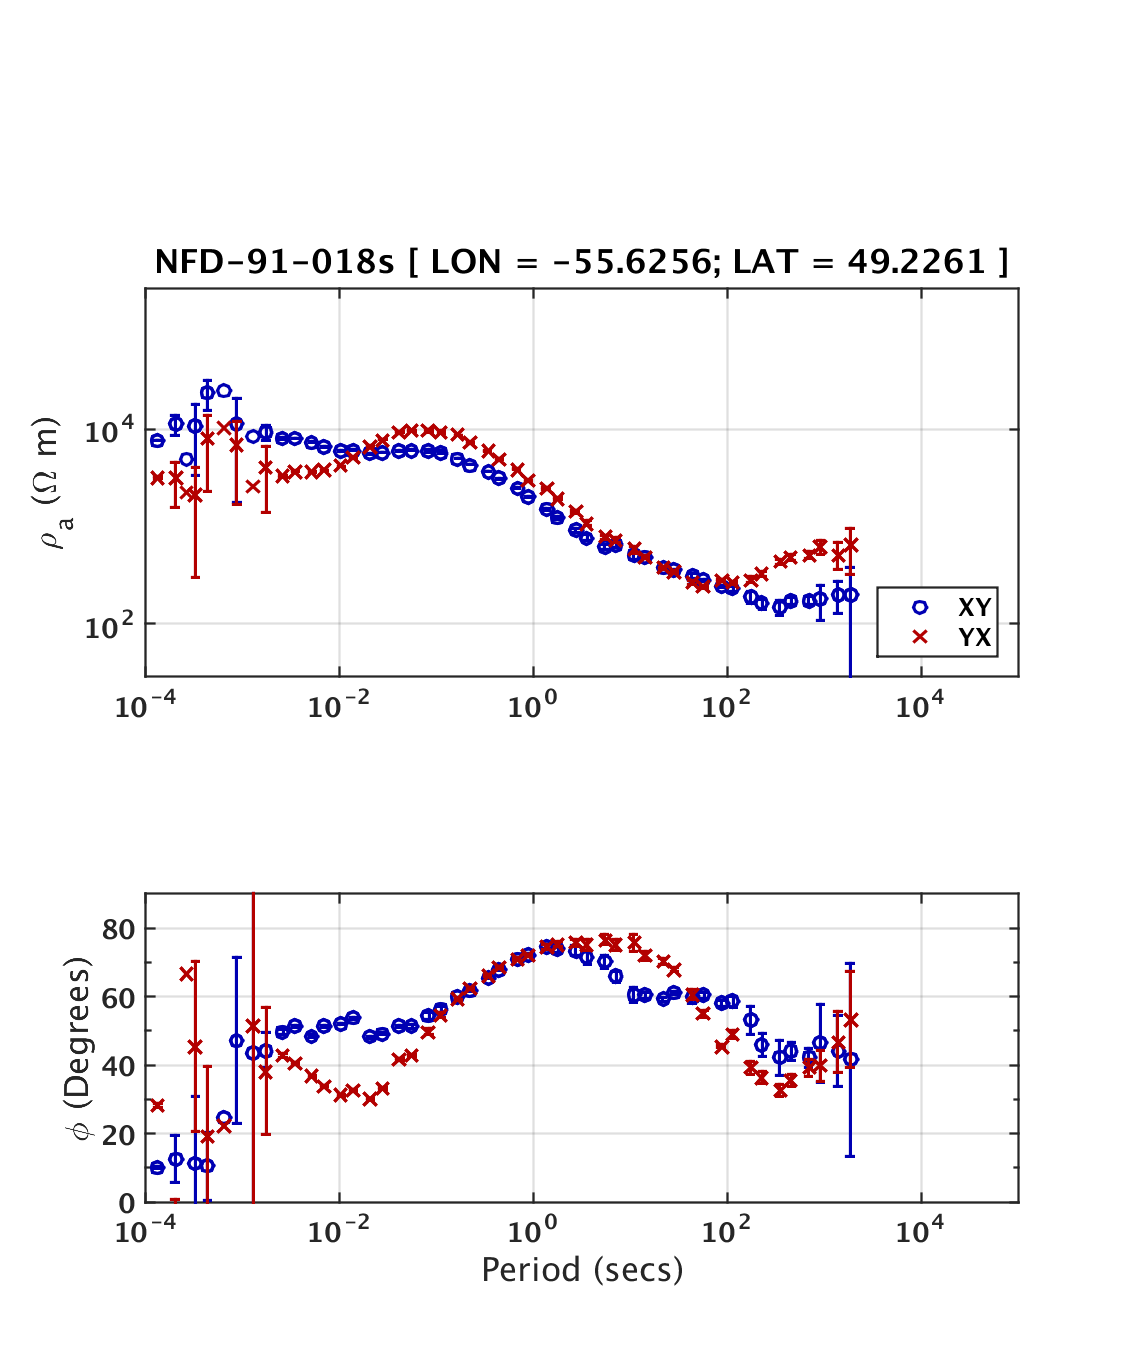 NFD-91-018s [ LON = -55.6256; LAT = 49.2261 ]
ρa (Ω m)
10^4
10^2
XY
YX
10^-4 10^-2 10^0 10^2 10^4
ϕ (Degrees)
80
60
40
20
0
10^-4 10^-2 10^0 10^2 10^4
Period (secs)